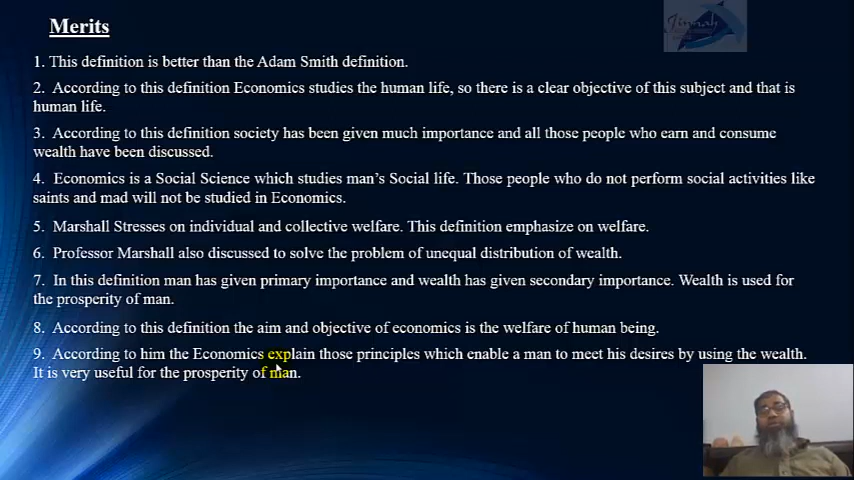 Merits
Jinnah
1. This definition is better than the Adam Smith definition.
2. According to this definition Economics studies the human life, so there is a clear objective of this subject and that is
human life.
3. According to this definition society has been given much importance and all those people who earn and consume
wealth have been discussed.
4. Economics is a Social Science which studies man's Social life. Those people who do not perform social activities like
saints and mad will not be studied in Economics.
5. Marshall Stresses on individual and collective welfare. This definition emphasize on welfare.
6. Professor Marshall also discussed to solve the problem of unequal distribution of wealth.
7. In this definition man has given primary importance and wealth has given secondary importance. Wealth is used for
the prosperity of man.
8. According to this definition the aim and objective of economics is the welfare of human being.
9. According to him the Economics explain those principles which enable a man to meet his desires by using the wealth.
It is very useful for the prosperity of man.